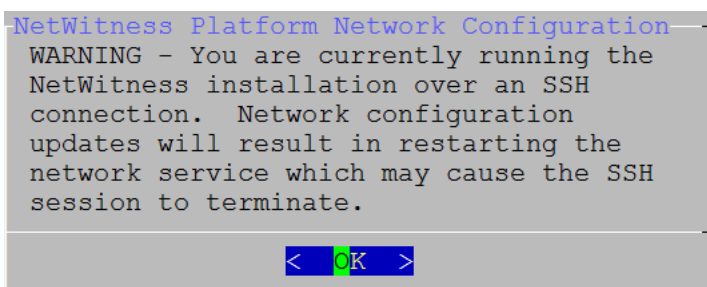 NetWitness Platform Network Configuration
WARNING - You are currently running the
NetWitness installation over an SSH
connection.  Network configuration
updates will result in restarting the
network service which may cause the SSH
session to terminate.
<  OK  >